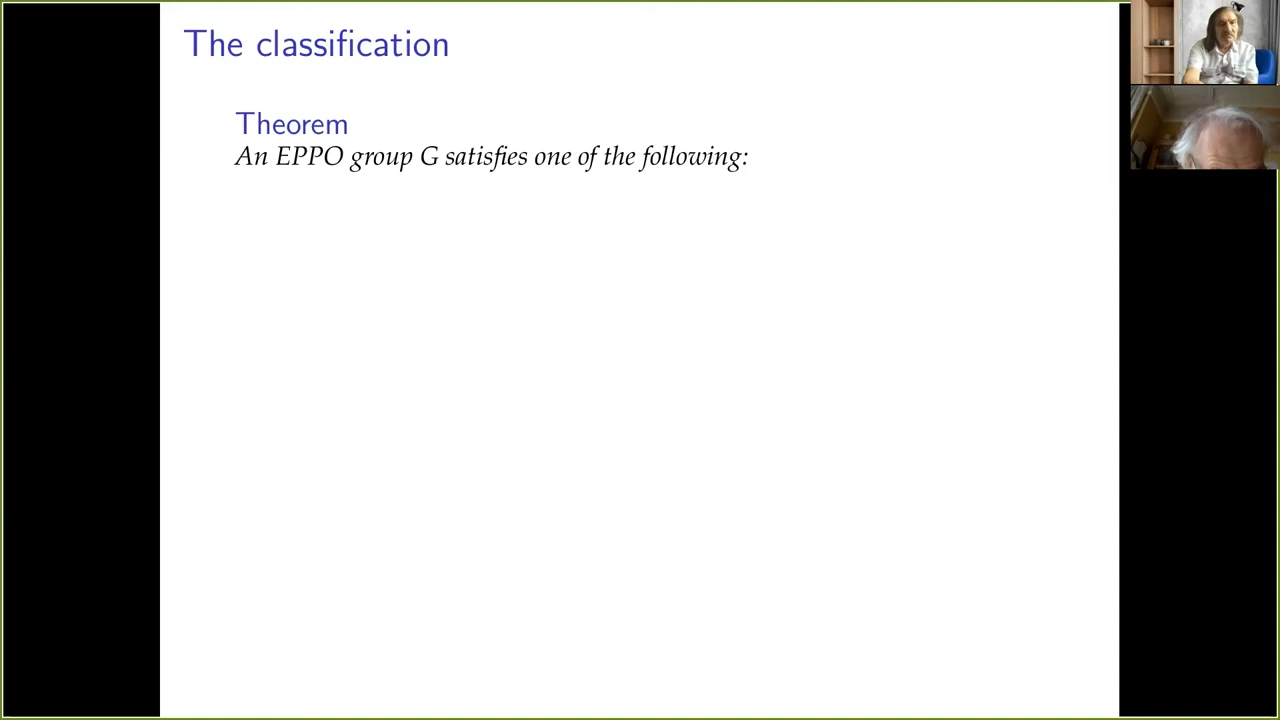 The classification
Theorem
An EPPO group G satisfies one of the following: